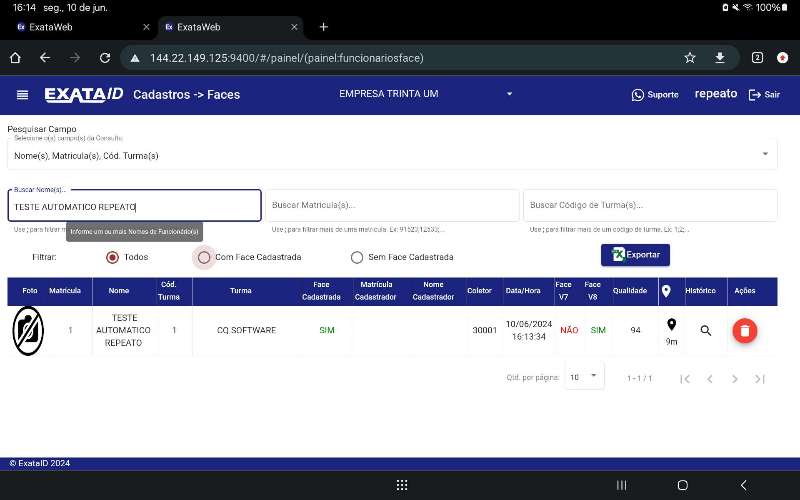 16:14 seg., 10 de jun.
100%
ExataWeb
ExataWeb
144.22.149.125:9400/#/painel/(painel:funcionariosface)
2
EXATAID
Cadastros -> Faces
EMPRESA TRINTA UM
Suporte
repeato
Sair
Pesquisar Campo
Selecione o(s) campo(s) da Consulta
Nome(s), Matricula(s), Cód. Turma(s)
Buscar Nome(s)...
TESTE AUTOMATICO REPEATO
Buscar Matricula(s)...
Buscar Código de Turma(s)...
Use ; para filtrar m
Use ; para filtrar mais de uma matrícula. Ex: 91623;12533;...
Use ; para filtrar mais de um código de turma. Ex: 1;2;...
Informe um ou mais Nomes de Funcionário(s)
Filtrar:
Todos
Com Face Cadastrada
Sem Face Cadastrada
Exportar
Foto Matrícula Nome Cód. Turma Turma Face Cadastrada Matrícula Cadastrador Nome Cadastrador Coletor Data/Hora Face V7 Face V8 Qualidade Histórico Ações
1 TESTE AUTOMATICO REPEATO 1 CQ.SOFTWARE SIM 30001 10/06/2024 16:13:34 NÃO SIM 94 9m
Qtd. por página: 10 1 - 1 / 1
© ExataID 2024